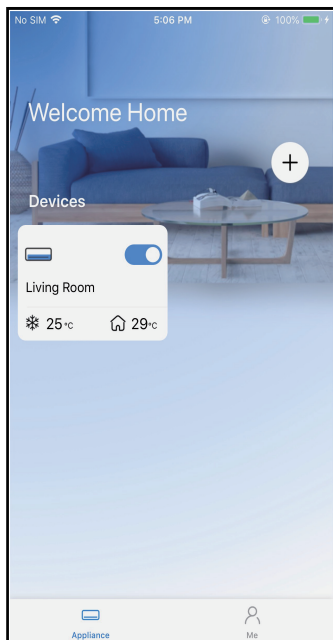 No SIM 5:06 PM 100%
Welcome Home
+
Devices
Living Room
25°C 29°C
Appliance Me